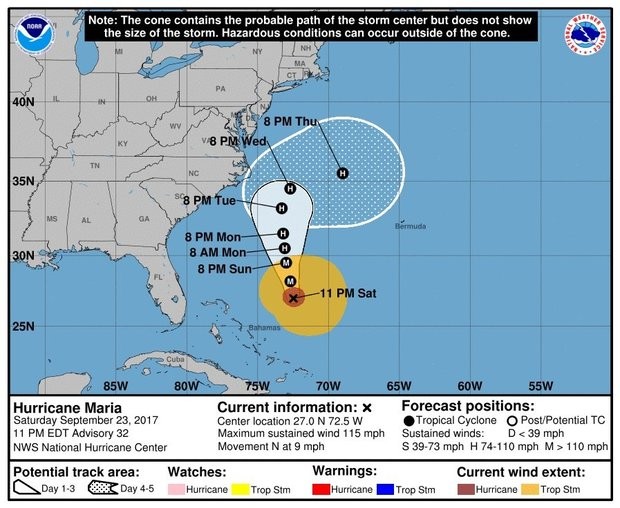 Note: The cone contains the probable path of the storm center but does not show
the size of the storm. Hazardous conditions can occur outside of the cone.
NOAA
NATIONAL WEATHER SERVICE
MI
NY
NH
MA
CT
RI
40N
IL
IN
OH
PA
NJ
MD
DE
8 PM Thu
WV
VA
8 PM Wed
KY
35N
TN
NC
8 PM Tue
SC
MS
AL
GA
8 PM Mon
Bermuda
8 AM Mon
30N
8 PM Sun
FL
11 PM Sat
25N
Bahamas
Cuba
H
H
H
H
H
M
M
85W
80W
75W
70W
65W
60W
55W
Hurricane Maria
Saturday September 23, 2017
11 PM EDT Advisory 32
NWS National Hurricane Center
Current information: ×
Center location 27.0 N 72.5 W
Maximum sustained wind 115 mph
Movement N at 9 mph
Forecast positions:
Tropical Cyclone Post/Potential TC
Sustained winds: D < 39 mph
S 39-73 mph H 74-110 mph M > 110 mph
Potential track area:
Day 1-3 Day 4-5
Watches:
Hurricane Trop Stm
Warnings:
Hurricane Trop Stm
Current wind extent:
Hurricane Trop Stm